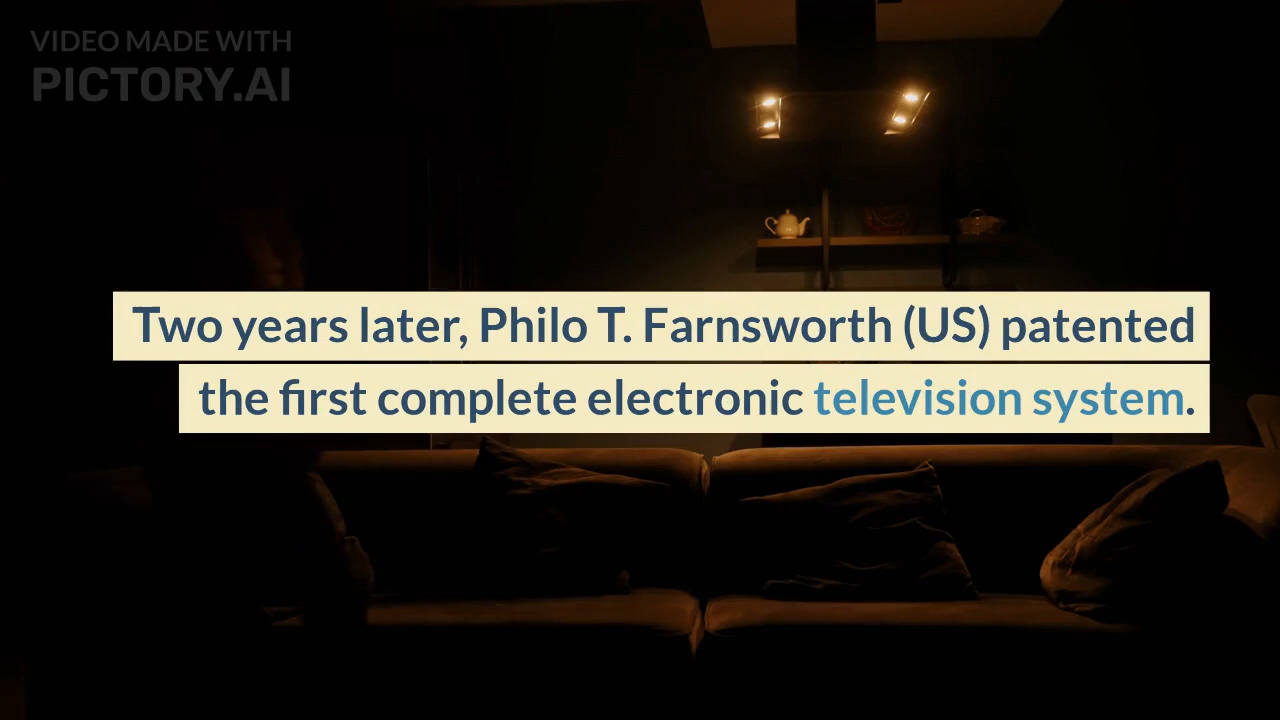 VIDEO MADE WITH
PICTORY.AI
Two years later, Philo T. Farnsworth (US) patented
the first complete electronic television system.